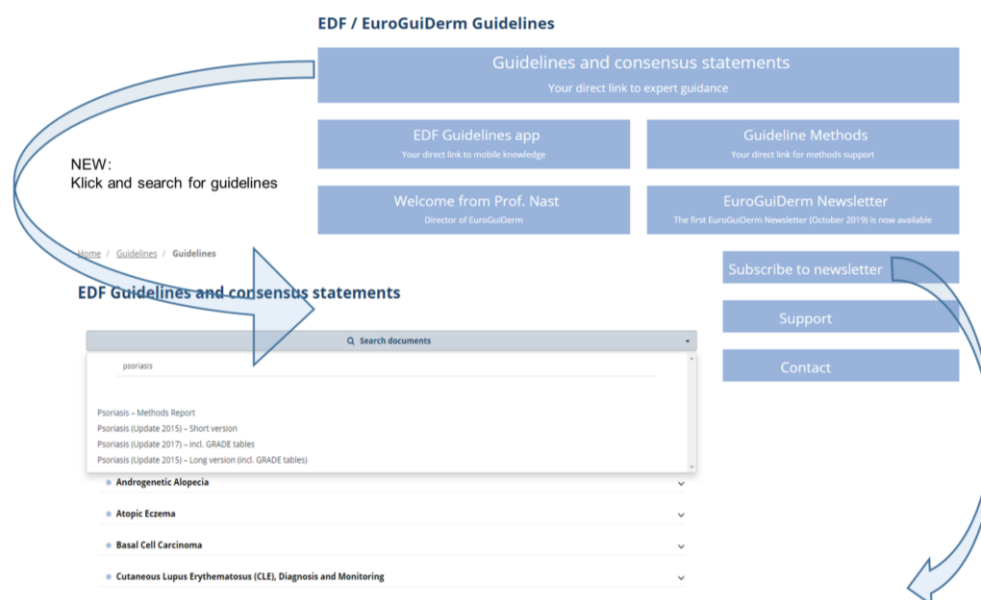 EDF / EuroGuiDerm Guidelines
Guidelines and consensus statements
Your direct link to expert guidance
EDF Guidelines app
Your direct link to mobile knowledge
Guideline Methods
Your direct link for methods support
NEW:
Klick and search for guidelines
Welcome from Prof. Nast
Director of EuroGuiDerm
EuroGuiDerm Newsletter
The first EuroGuiDerm Newsletter (October 2019) is now available
Home / Guidelines / Guidelines
Subscribe to newsletter
EDF Guidelines and consensus statements
Support
Search documents
Contact
psoriasis
Psoriasis – Methods Report
Psoriasis (Update 2015) – Short version
Psoriasis (Update 2017) – incl. GRADE tables
Psoriasis (Update 2015) – Long version (incl. GRADE tables)
Androgenetic Alopecia
Atopic Eczema
Basal Cell Carcinoma
Cutaneous Lupus Erythematosus (CLE), Diagnosis and Monitoring